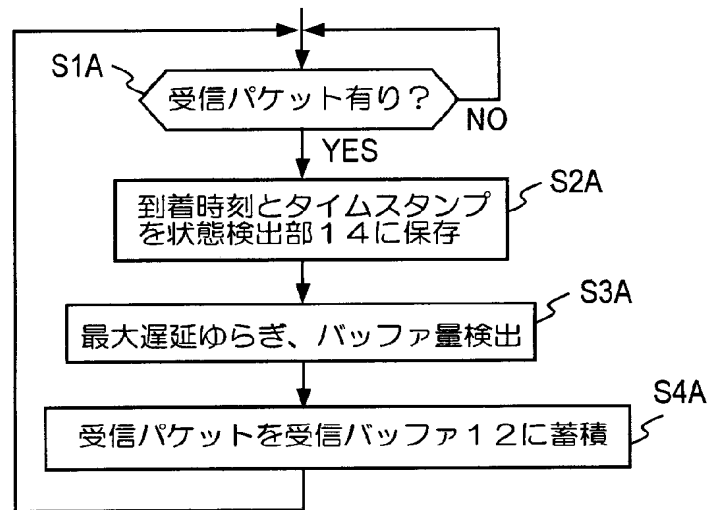 S1A
受信パケット有り？
NO
YES
S2A
到着時刻とタイムスタンプ
を状態検出部１４に保存
S3A
最大遅延ゆらぎ、バッファ量検出
S4A
受信パケットを受信バッファ１２に蓄積